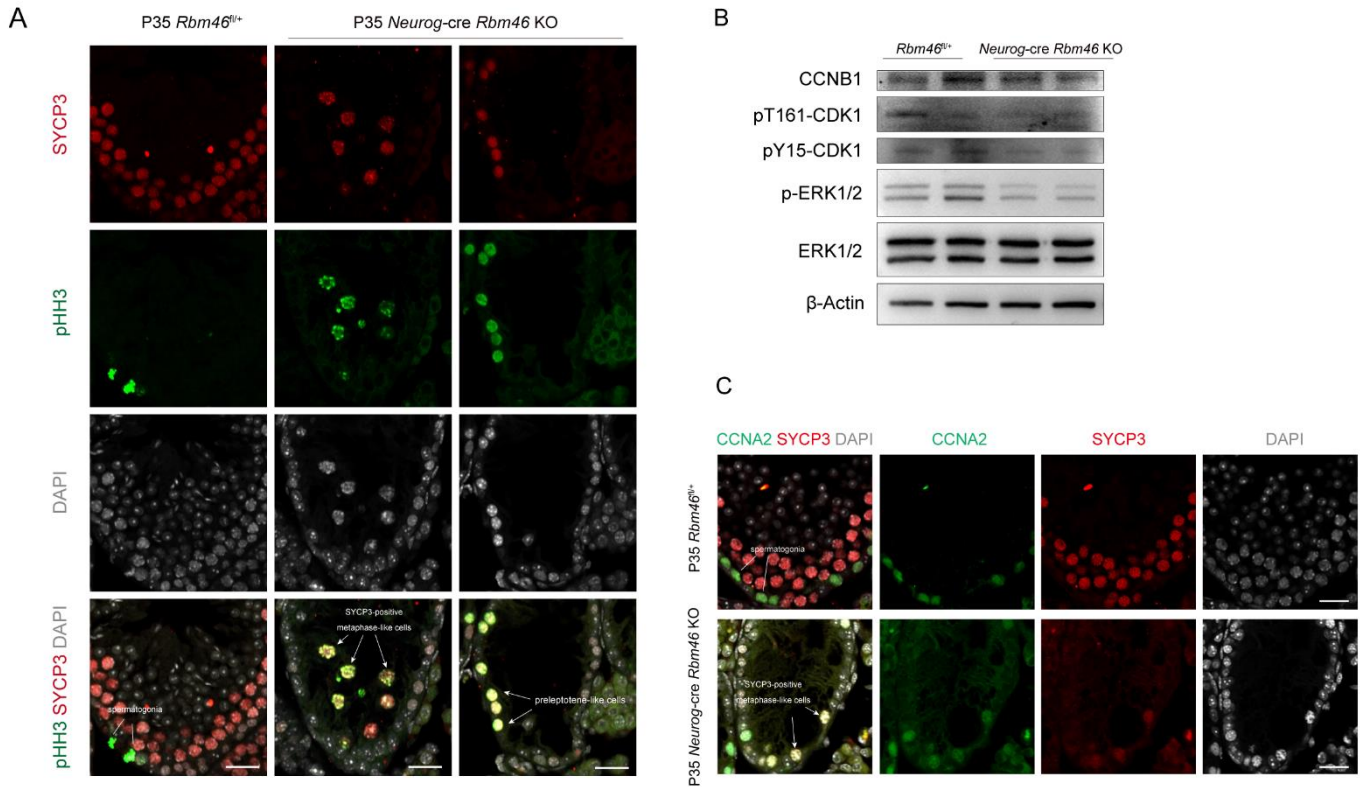 A
P35 Rbm46fl/+
P35 Neurog-cre Rbm46 KO
SYCP3
pHH3
DAPI
pHH3 SYCP3 DAPI
spermatogonia
SYCP3-positive
metaphase-like cells
preleptotene-like cells
B
Rbm46fl/+
Neurog-cre Rbm46 KO
CCNB1
pT161-CDK1
pY15-CDK1
p-ERK1/2
ERK1/2
β-Actin
C
CCNA2 SYCP3 DAPI
CCNA2
SYCP3
DAPI
P35 Rbm46fl/+
spermatogonia
P35 Neurog-cre Rbm46 KO
SYCP3-positive
metaphase-like cells